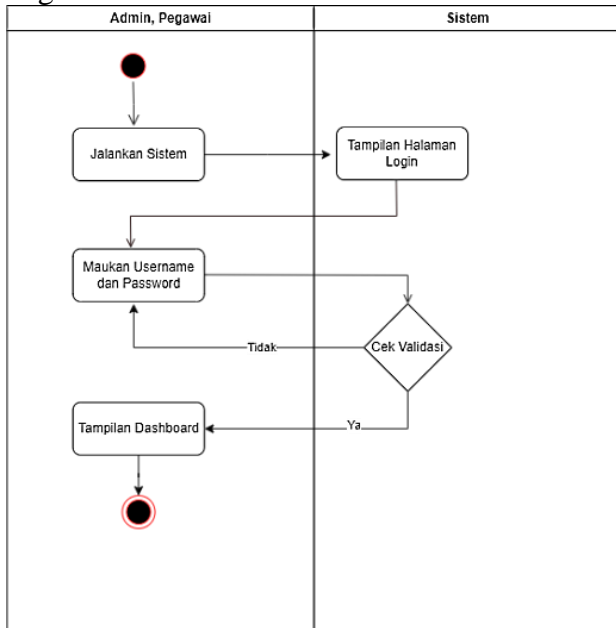 Admin, Pegawai
Sistem
Jalankan Sistem
Tampilan Halaman
Login
Maukan Username
dan Password
Cek Validasi
Tidak
Tampilan Dashboard
Ya